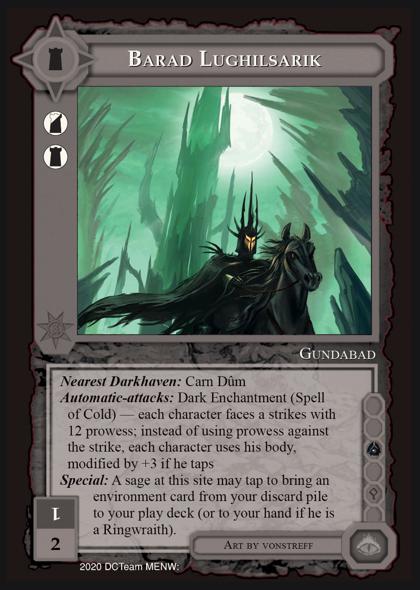 Barad Lughilsarik
Gundabad
Nearest Darkhaven: Carn Dûm
Automatic-attacks: Dark Enchantment (Spell
of Cold) — each character faces a strikes with
12 prowess; instead of using prowess against
the strike, each character uses his body,
modified by +3 if he taps
Special: A sage at this site may tap to bring an
environment card from your discard pile
to your play deck (or to your hand if he is
a Ringwraith).
1
2
Art by vonstreff
2020 DCTeam MENW: